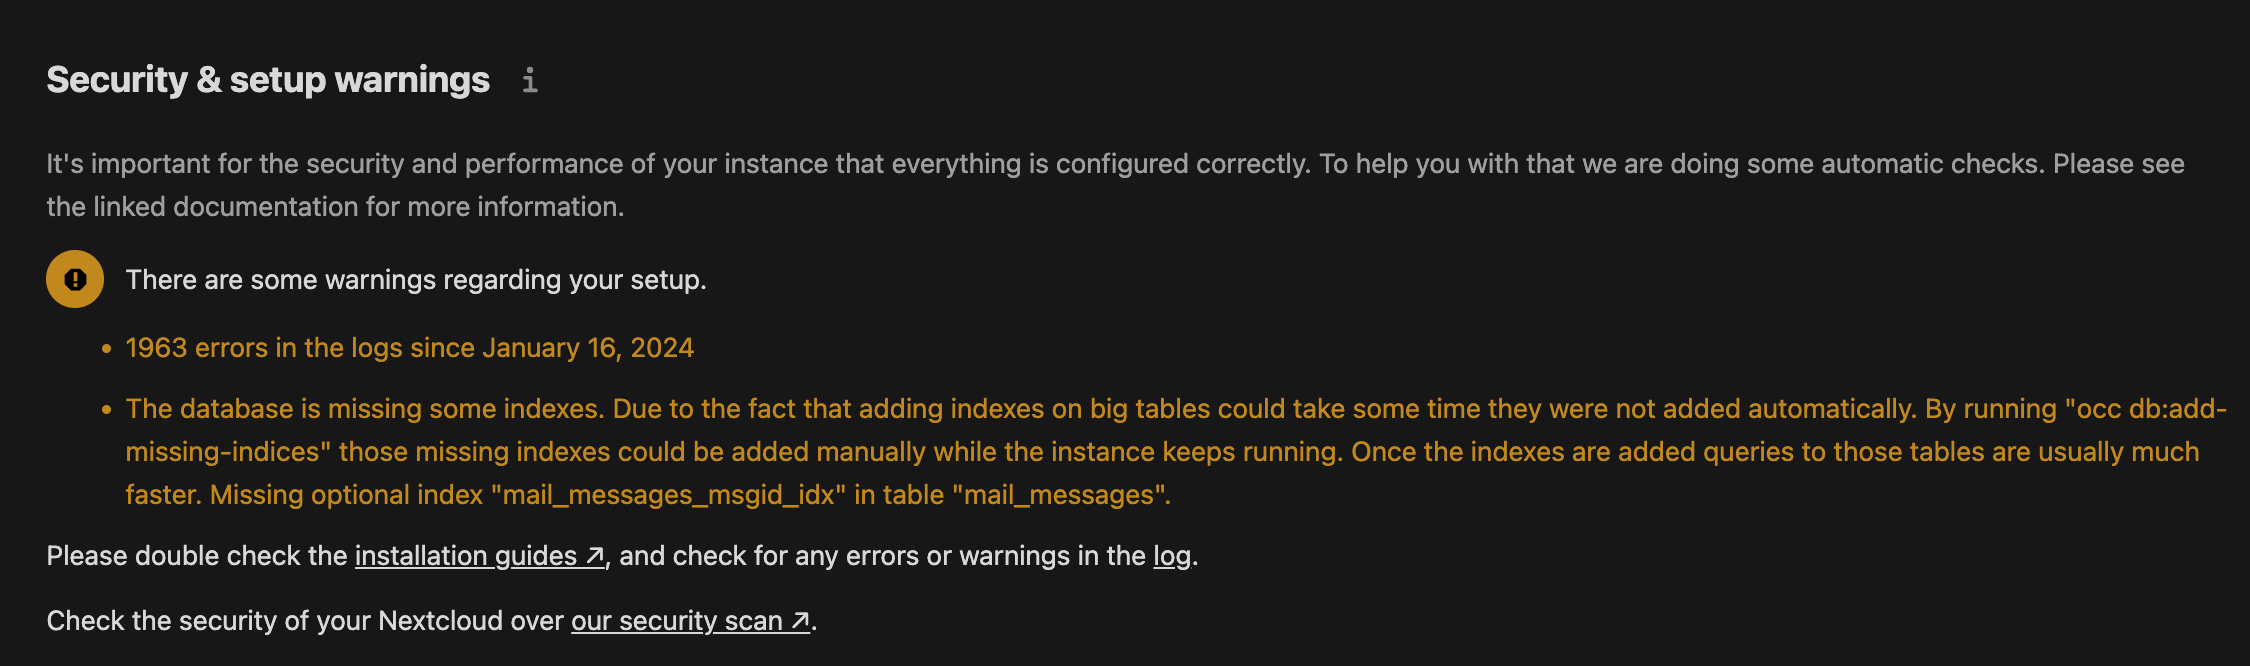 Security & setup warnings i
It's important for the security and performance of your instance that everything is configured correctly. To help you with that we are doing some automatic checks. Please see
the linked documentation for more information.
There are some warnings regarding your setup.
• 1963 errors in the logs since January 16, 2024
• The database is missing some indexes. Due to the fact that adding indexes on big tables could take some time they were not added automatically. By running "occ db:add-
missing-indices" those missing indexes could be added manually while the instance keeps running. Once the indexes are added queries to those tables are usually much
faster. Missing optional index "mail_messages_msgid_idx" in table "mail_messages".
Please double check the installation guides ↗, and check for any errors or warnings in the log.
Check the security of your Nextcloud over our security scan ↗.